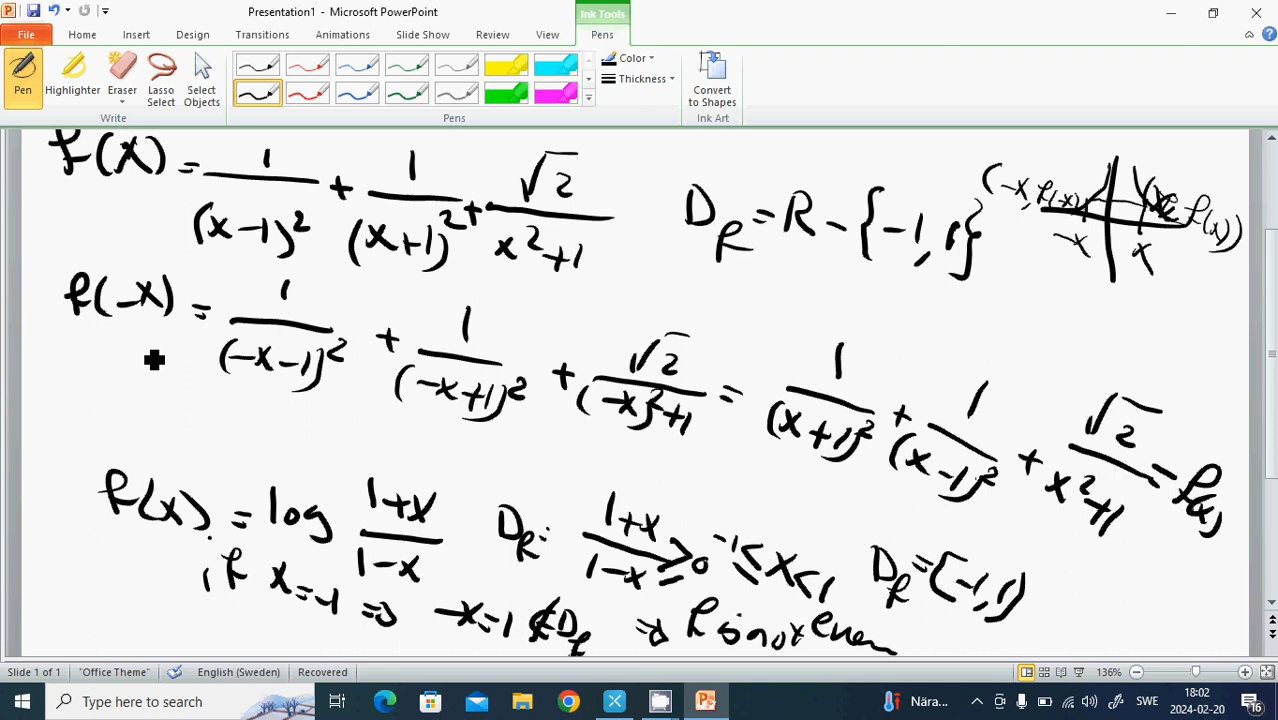 Presentation1 - Microsoft PowerPoint
Ink Tools
File Home Insert Design Transitions Animations Slide Show Review View Pens
Pen Highlighter Eraser Lasso Select Select Objects
Color
Thickness
Convert to Shapes
Write Pens Ink Art
f(x) = 1/(x-1)² + 1/(x+1)² + √2/x²+1
D_f = R - {-1, 1}
(-x, f(x)) f(x))
-x x
f(-x) = 1/(-x-1)² + 1/(-x+1)² + √2/(-x)²+1 = 1/(x+1)² + 1/(x-1)² + √2/x²+1 = f(x)
f(x) = log 1+x/1-x D_f: 1+x/1-x ≥ 0 -1 ≤ x < 1 D_f = [-1, 1)
if x=-1 ⇒ -x=1 ∉ D_f ⇒ f is not even
Slide 1 of 1 "Office Theme" English (Sweden) Recovered 136%
Type here to search
Nära...
SWE
18:02
2024-02-20
16